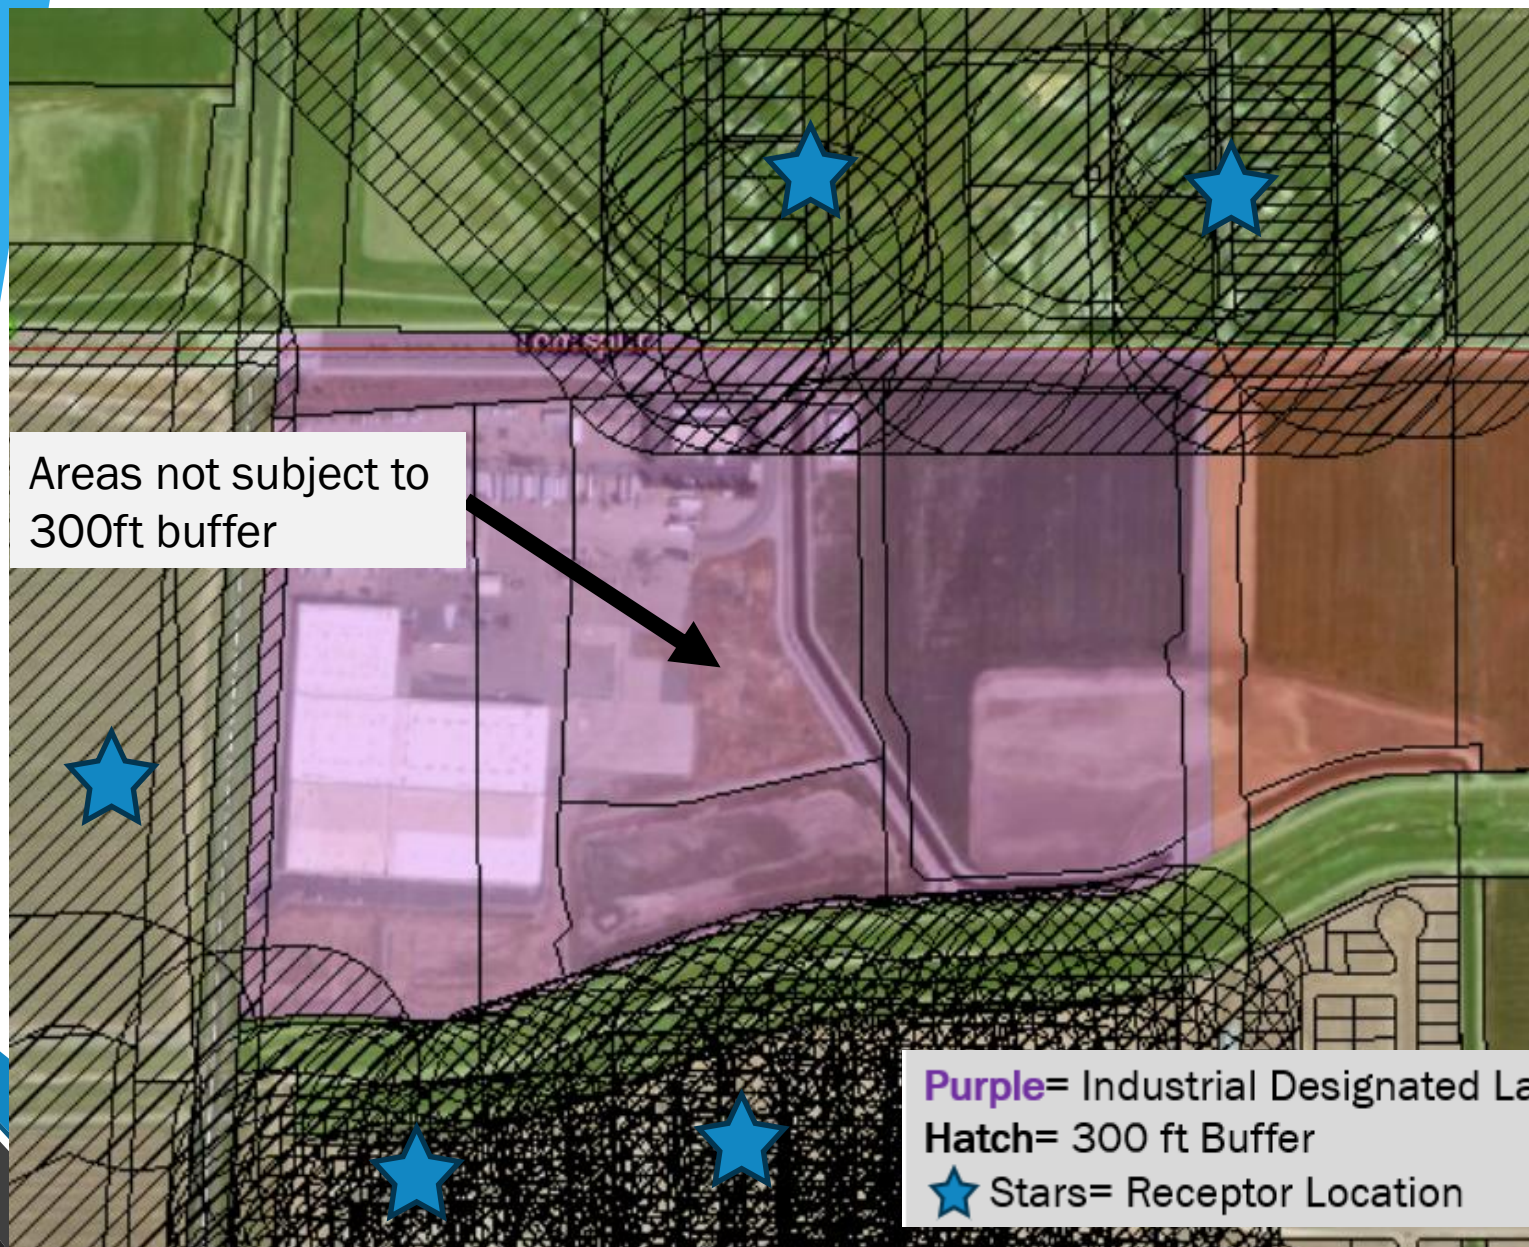 Areas not subject to
300ft buffer
Purple= Industrial Designated La
Hatch= 300 ft Buffer
Stars= Receptor Location